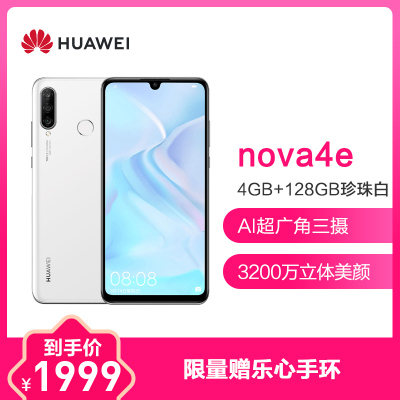 HUAWEI
nova4e
4GB+128GB珍珠白
AI超广角三摄
3200万立体美颜
08:08
HUAWEI
到手价
¥1999
限量赠乐心手环